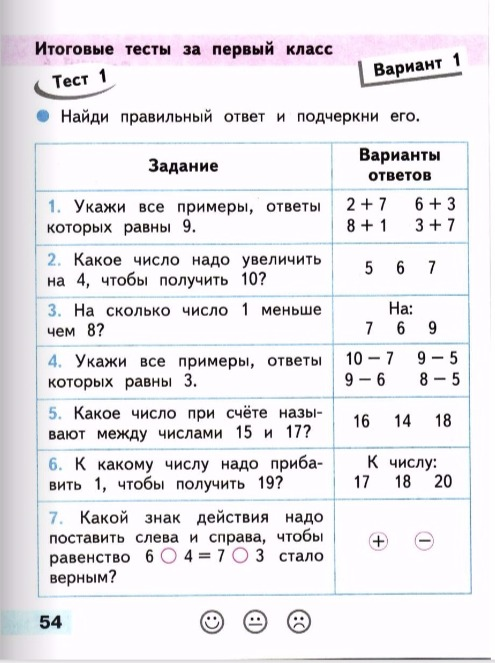 Итоговые тесты за первый класс
Тест 1
Вариант 1
Найди правильный ответ и подчеркни его.
Задание
Варианты
ответов
1. Укажи все примеры, ответы
которых равны 9.
2 + 7 6 + 3
8 + 1 3 + 7
2. Какое число надо увеличить
на 4, чтобы получить 10?
5 6 7
3. На сколько число 1 меньше
чем 8?
На:
7 6 9
4. Укажи все примеры, ответы
которых равны 3.
10 – 7 9 – 5
9 – 6 8 – 5
5. Какое число при счёте назы-
вают между числами 15 и 17?
16 14 18
6. К какому числу надо приба-
вить 1, чтобы получить 19?
К числу:
17 18 20
7. Какой знак действия надо
поставить слева и справа, чтобы
равенство 6 ○ 4 = 7 ○ 3 стало
верным?
+ –
54